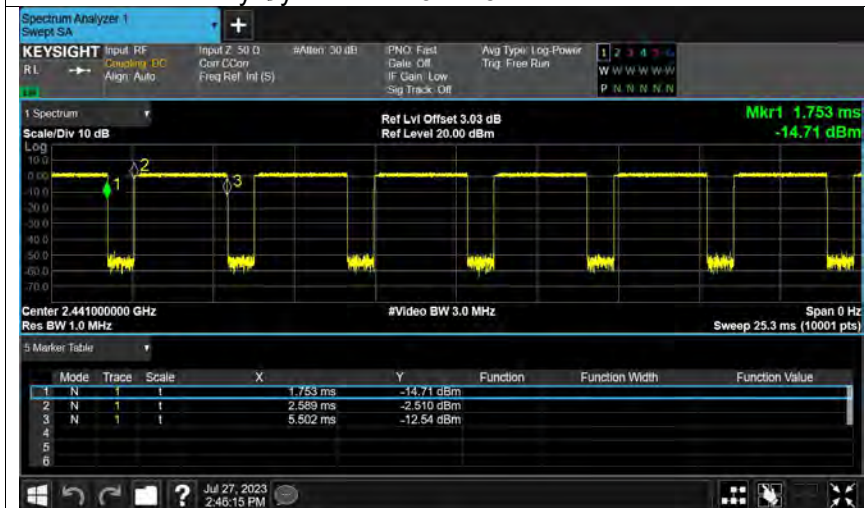 Spectrum Analyzer 1
Swept SA
+
KEYSIGHT Input: RF Input Z: 50 Ω #Atten: 30 dB PNO: Fast Avg Type: Log-Power 1 2 3 4 5 6
RL Coupling: DC Corr CCorr Gate: Off Trig: Free Run W W W W W W
Align: Auto Freq Ref: Int (S) IF Gain: Low
Sig Track: Off P N N N N N
1 Spectrum
Scale/Div 10 dB
Ref Lvl Offset 3.03 dB
Ref Level 20.00 dBm
Mkr1 1.753 ms
-14.71 dBm
Log
10.0
0.00
-10.0
-20.0
-30.0
-40.0
-50.0
-60.0
-70.0
1
2
3
Center 2.441000000 GHz #Video BW 3.0 MHz Span 0 Hz
Res BW 1.0 MHz Sweep 25.3 ms (10001 pts)
5 Marker Table
Mode Trace Scale X Y Function Function Width Function Value
1 N 1 t 1.753 ms -14.71 dBm
2 N 1 t 2.589 ms -2.510 dBm
3 N 1 t 5.502 ms -12.54 dBm
4
5
6
? Jul 27, 2023
2:46:15 PM